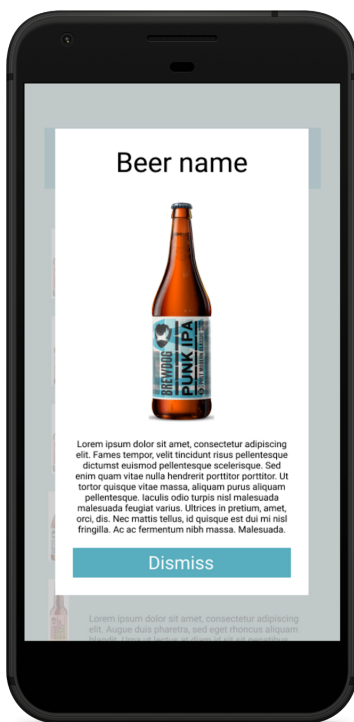 Beer name
BREWDOG
PUNK IPA
Lorem ipsum dolor sit amet, consectetur adipiscing
elit. Fames tempor, velit tincidunt risus pellentesque
dictumst euismod pellentesque scelerisque. Sed
enim quam vitae nulla hendrerit porttitor porttitor. Ut
tortor quisque vitae massa, aliquam purus aliquam
pellentesque. Iaculis odio turpis nisl malesuada
malesuada feugiat varius. Ultrices in pretium, amet,
orci, dis. Nec mattis tellus, id quisque est dui mi nisl
fringilla. Ac ac fermentum nibh massa. Malesuada.
Dismiss
Lorem ipsum dolor sit amet, consectetur adipiscing
elit. Augue duis pharetra, sed eget rhoncus aliquam